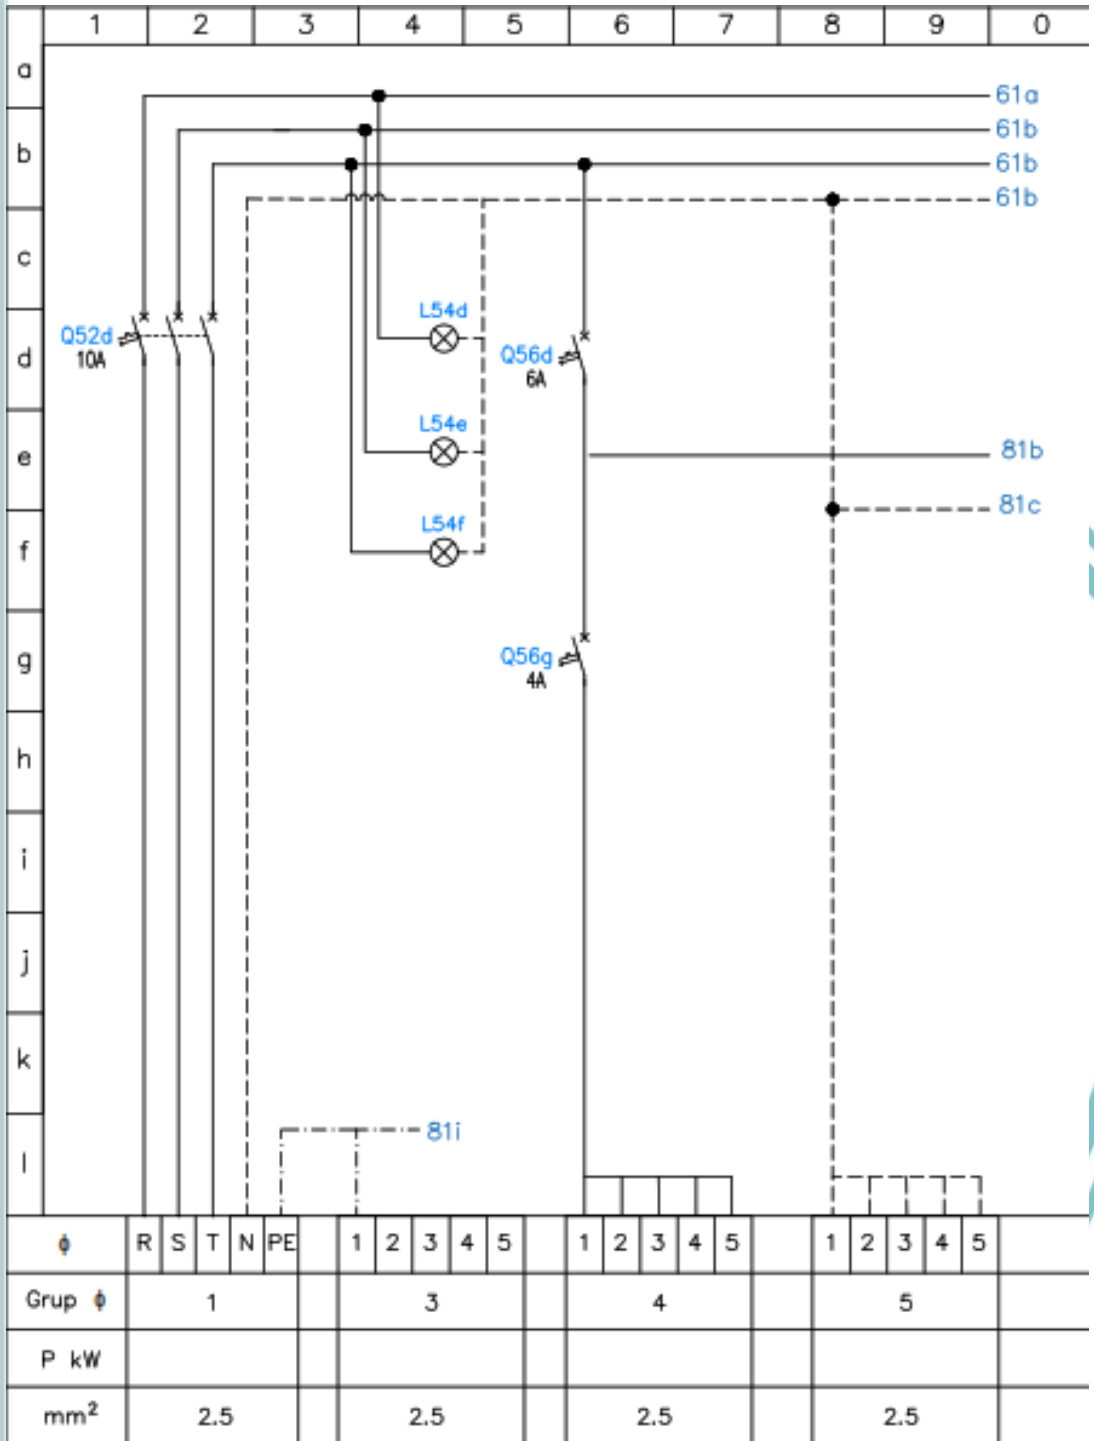 1 2 3 4 5 6 7 8 9 0
a
61a
b
61b
61b
61b
c
L54d
Q52d
10A
d
Q56d
6A
L54e
e
81b
81c
L54f
f
g
Q56g
4A
h
i
j
k
81i
l
ϕ R S T N PE 1 2 3 4 5 1 2 3 4 5 1 2 3 4 5
Grup ϕ 1 3 4 5
P kW
mm² 2.5 2.5 2.5 2.5